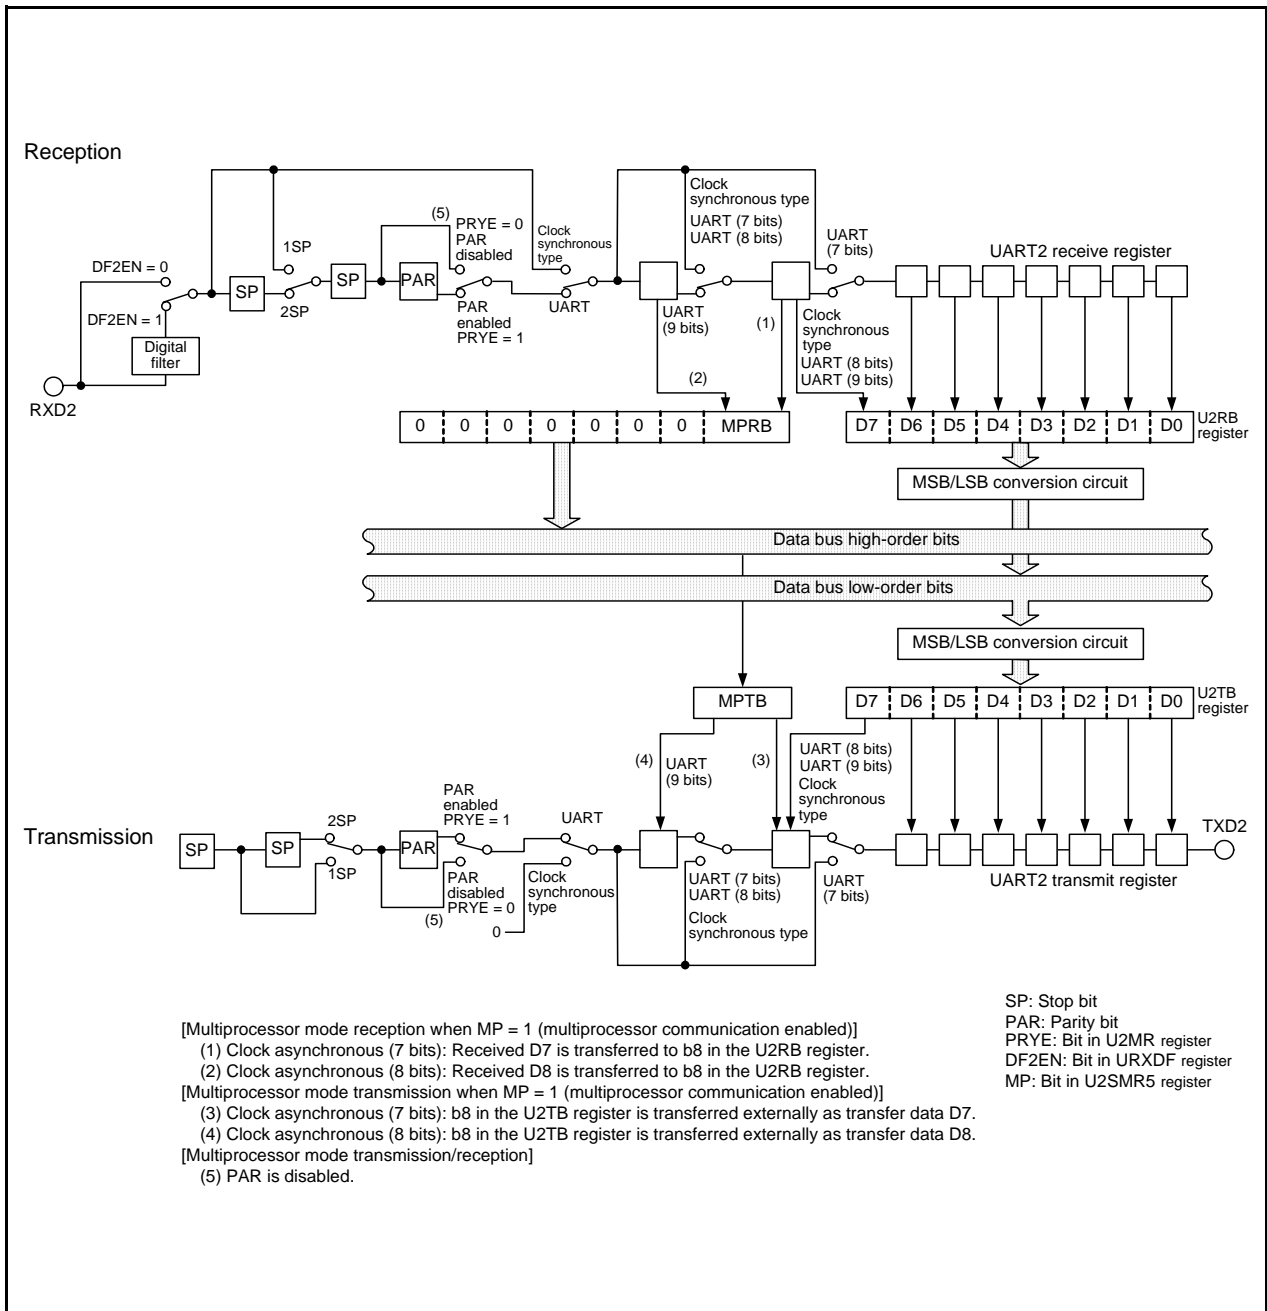 Reception
(5)
PRYE = 0
PAR
disabled
Clock
synchronous
type
Clock
synchronous type
UART (7 bits)
UART (8 bits)
UART
(7 bits)
UART2 receive register
1SP
DF2EN = 0
SP
2SP
SP
PAR
PAR
enabled
PRYE = 1
UART
UART
(9 bits)
(1)
Clock
synchronous
type
UART (8 bits)
UART (9 bits)
DF2EN = 1
Digital
filter
RXD2
(2)
0 0 0 0 0 0 0 MPRB
D7 D6 D5 D4 D3 D2 D1 D0
U2RB
register
MSB/LSB conversion circuit
Data bus high-order bits
Data bus low-order bits
MSB/LSB conversion circuit
MPTB
D7 D6 D5 D4 D3 D2 D1 D0
U2TB
register
(4)
UART
(9 bits)
(3)
UART (8 bits)
UART (9 bits)
Clock
synchronous
type
Transmission
SP
SP
2SP
1SP
PAR
PAR
enabled
PRYE = 1
PAR
disabled
PRYE = 0
(5)
UART
Clock
synchronous
type
0
UART (7 bits)
UART (8 bits)
Clock
synchronous type
UART
(7 bits)
UART2 transmit register
TXD2
SP: Stop bit
PAR: Parity bit
PRYE: Bit in U2MR register
DF2EN: Bit in URXDF register
MP: Bit in U2SMR5 register
[Multiprocessor mode reception when MP = 1 (multiprocessor communication enabled)]
(1) Clock asynchronous (7 bits): Received D7 is transferred to b8 in the U2RB register.
(2) Clock asynchronous (8 bits): Received D8 is transferred to b8 in the U2RB register.
[Multiprocessor mode transmission when MP = 1 (multiprocessor communication enabled)]
(3) Clock asynchronous (7 bits): b8 in the U2TB register is transferred externally as transfer data D7.
(4) Clock asynchronous (8 bits): b8 in the U2TB register is transferred externally as transfer data D8.
[Multiprocessor mode transmission/reception]
(5) PAR is disabled.